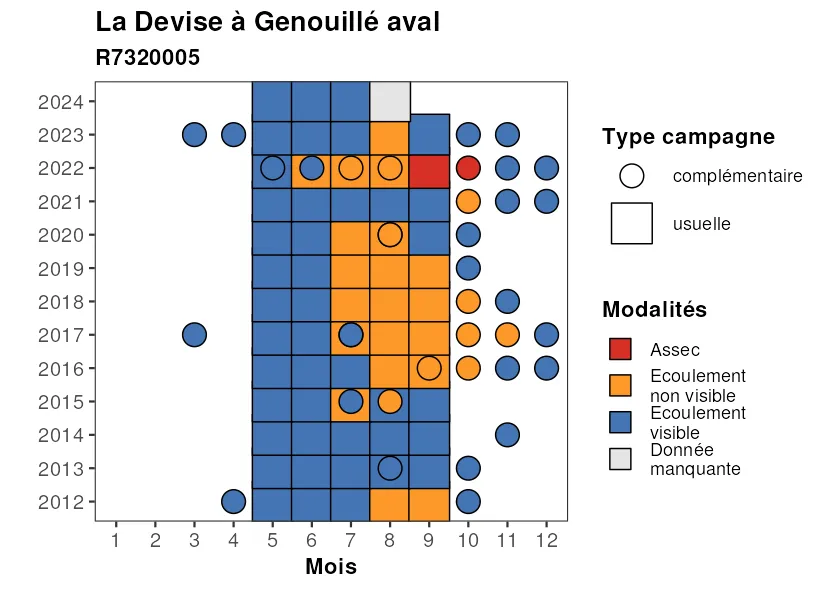 La Devise à Genouillé aval
R7320005
2024
2023
2022
2021
2020
2019
2018
2017
2016
2015
2014
2013
2012
1 2 3 4 5 6 7 8 9 10 11 12
Mois
Type campagne
complémentaire
usuelle
Modalités
Assec
Ecoulement
non visible
Ecoulement
visible
Donnée
manquante